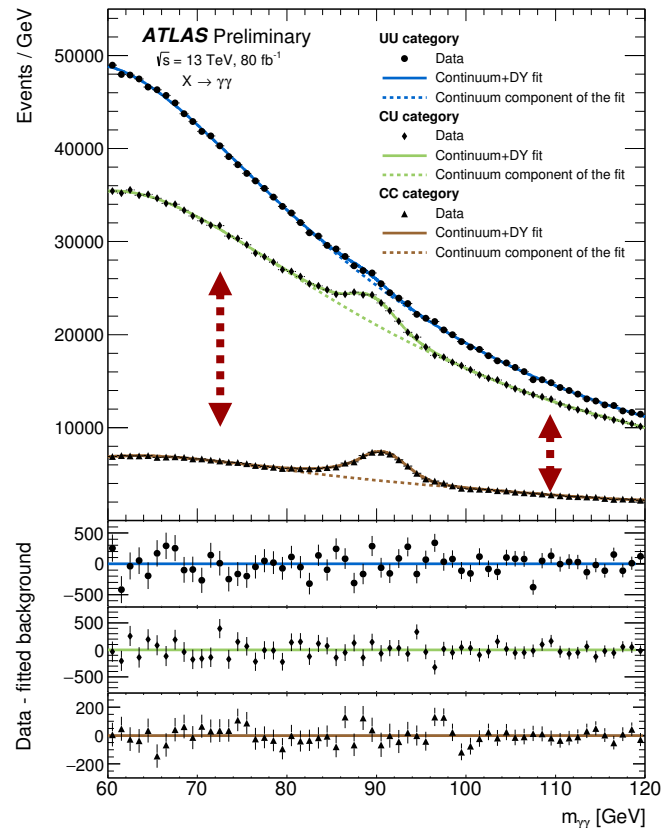 Events / GeV
50000
40000
30000
20000
10000
ATLAS Preliminary
√s = 13 TeV, 80 fb⁻¹
X → γγ
UU category
Data
Continuum+DY fit
Continuum component of the fit
CU category
Data
Continuum+DY fit
Continuum component of the fit
CC category
Data
Continuum+DY fit
Continuum component of the fit
Data - fitted background
500
0
−500
500
0
−500
200
0
−200
60 70 80 90 100 110 120
mγγ [GeV]